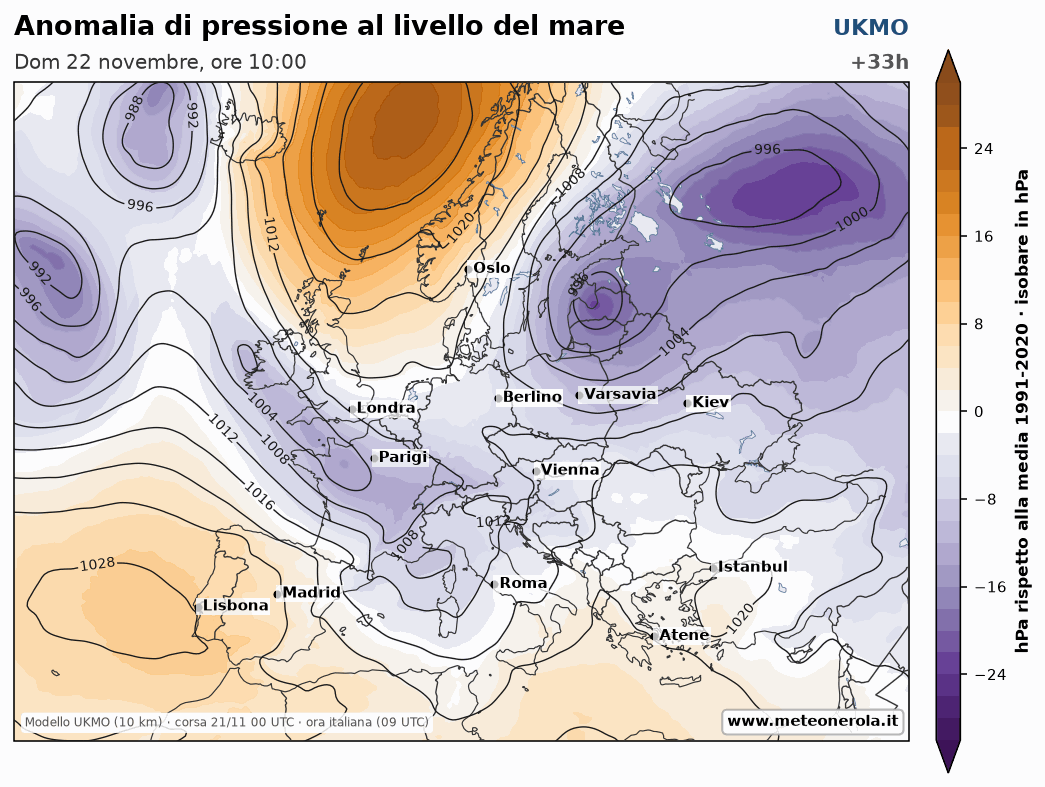 Anomalia di pressione al livello del mare
UKMO
Dom 22 novembre, ore 10:00
+33h
988
992
996
996
1000
992
996
1012
1020
1008
996
1004
Oslo
Londra
Berlino
Varsavia
Kiev
1004
1012
1008
Parigi
Vienna
1016
1012
1008
1028
Lisbona
Madrid
Roma
Istanbul
1020
Atene
Modello UKMO (10 km) · corsa 21/11 00 UTC · ora italiana (09 UTC)
www.meteonerola.it
24
16
8
0
−8
−16
−24
hPa rispetto alla media 1991-2020 · isobare in hPa